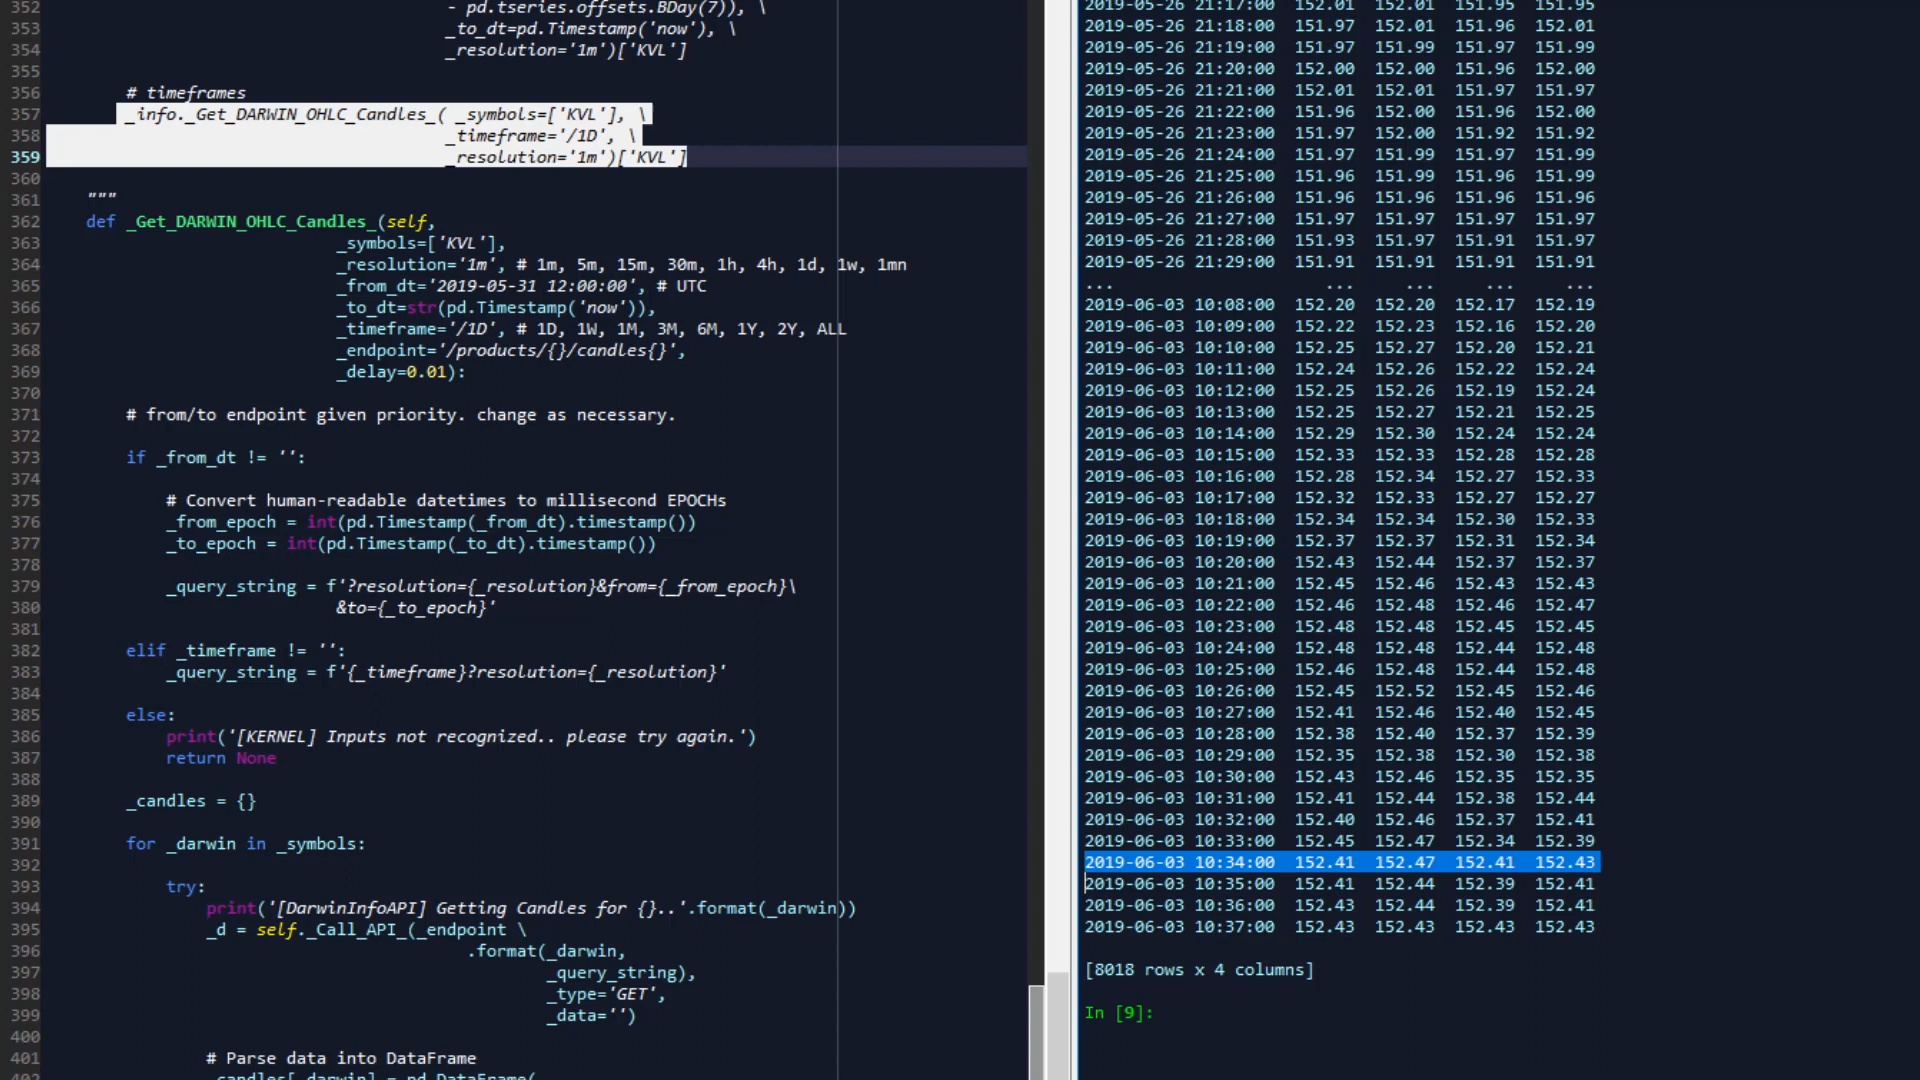 352 - pd.tseries.offsets.BDay(7)), \
353 _to_dt=pd.Timestamp('now'), \
354 _resolution='1m')['KVL']
355
356 # timeframes
357 _info._Get_DARWIN_OHLC_Candles_( _symbols=['KVL'], \
358 _timeframe='/1D', \
359 _resolution='1m')['KVL']
360
361 """
362 def _Get_DARWIN_OHLC_Candles_(self,
363 _symbols=['KVL'],
364 _resolution='1m', # 1m, 5m, 15m, 30m, 1h, 4h, 1d, 1w, 1mn
365 _from_dt='2019-05-31 12:00:00', # UTC
366 _to_dt=str(pd.Timestamp('now')),
367 _timeframe='/1D', # 1D, 1W, 1M, 3M, 6M, 1Y, 2Y, ALL
368 _endpoint='/products/{}/candles{}',
369 _delay=0.01):
370
371 # from/to endpoint given priority. change as necessary.
372
373 if _from_dt != '':
374
375 # Convert human-readable datetimes to millisecond EPOCHs
376 _from_epoch = int(pd.Timestamp(_from_dt).timestamp())
377 _to_epoch = int(pd.Timestamp(_to_dt).timestamp())
378
379 _query_string = f'?resolution={_resolution}&from={_from_epoch}\
380 &to={_to_epoch}'
381
382 elif _timeframe != '':
383 _query_string = f'{_timeframe}?resolution={_resolution}'
384
385 else:
386 print('[KERNEL] Inputs not recognized.. please try again.')
387 return None
388
389 _candles = {}
390
391 for _darwin in _symbols:
392
393 try:
394 print('[DarwinInfoAPI] Getting Candles for {}..'.format(_darwin))
395 _d = self._Call_API_(_endpoint \
396 .format(_darwin,
397 _query_string),
398 _type='GET',
399 _data='')
400
401 # Parse data into DataFrame
402 _candles[_darwin] = pd.DataFrame(
2019-05-26 21:17:00 152.01 152.01 151.95 151.95
2019-05-26 21:18:00 151.97 152.01 151.96 152.01
2019-05-26 21:19:00 151.97 151.99 151.97 151.99
2019-05-26 21:20:00 152.00 152.00 151.96 152.00
2019-05-26 21:21:00 152.01 152.01 151.97 151.97
2019-05-26 21:22:00 151.96 152.00 151.96 152.00
2019-05-26 21:23:00 151.97 152.00 151.92 151.92
2019-05-26 21:24:00 151.97 151.99 151.97 151.99
2019-05-26 21:25:00 151.96 151.99 151.96 151.99
2019-05-26 21:26:00 151.96 151.96 151.96 151.96
2019-05-26 21:27:00 151.97 151.97 151.97 151.97
2019-05-26 21:28:00 151.93 151.97 151.91 151.97
2019-05-26 21:29:00 151.91 151.91 151.91 151.91
... ... ... ... ...
2019-06-03 10:08:00 152.20 152.20 152.17 152.19
2019-06-03 10:09:00 152.22 152.23 152.16 152.20
2019-06-03 10:10:00 152.25 152.27 152.20 152.21
2019-06-03 10:11:00 152.24 152.26 152.22 152.24
2019-06-03 10:12:00 152.25 152.26 152.19 152.24
2019-06-03 10:13:00 152.25 152.27 152.21 152.25
2019-06-03 10:14:00 152.29 152.30 152.24 152.24
2019-06-03 10:15:00 152.33 152.33 152.28 152.28
2019-06-03 10:16:00 152.28 152.34 152.27 152.33
2019-06-03 10:17:00 152.32 152.33 152.27 152.27
2019-06-03 10:18:00 152.34 152.34 152.30 152.33
2019-06-03 10:19:00 152.37 152.37 152.31 152.34
2019-06-03 10:20:00 152.43 152.44 152.37 152.37
2019-06-03 10:21:00 152.45 152.46 152.43 152.43
2019-06-03 10:22:00 152.46 152.48 152.46 152.47
2019-06-03 10:23:00 152.48 152.48 152.45 152.45
2019-06-03 10:24:00 152.48 152.48 152.44 152.48
2019-06-03 10:25:00 152.46 152.48 152.44 152.48
2019-06-03 10:26:00 152.45 152.52 152.45 152.46
2019-06-03 10:27:00 152.41 152.46 152.40 152.45
2019-06-03 10:28:00 152.38 152.40 152.37 152.39
2019-06-03 10:29:00 152.35 152.38 152.30 152.38
2019-06-03 10:30:00 152.43 152.46 152.35 152.35
2019-06-03 10:31:00 152.41 152.44 152.38 152.44
2019-06-03 10:32:00 152.40 152.46 152.37 152.41
2019-06-03 10:33:00 152.45 152.47 152.34 152.39
2019-06-03 10:34:00 152.41 152.47 152.41 152.43
2019-06-03 10:35:00 152.41 152.44 152.39 152.41
2019-06-03 10:36:00 152.43 152.44 152.39 152.41
2019-06-03 10:37:00 152.43 152.43 152.43 152.43
[8018 rows x 4 columns]
In [9]: